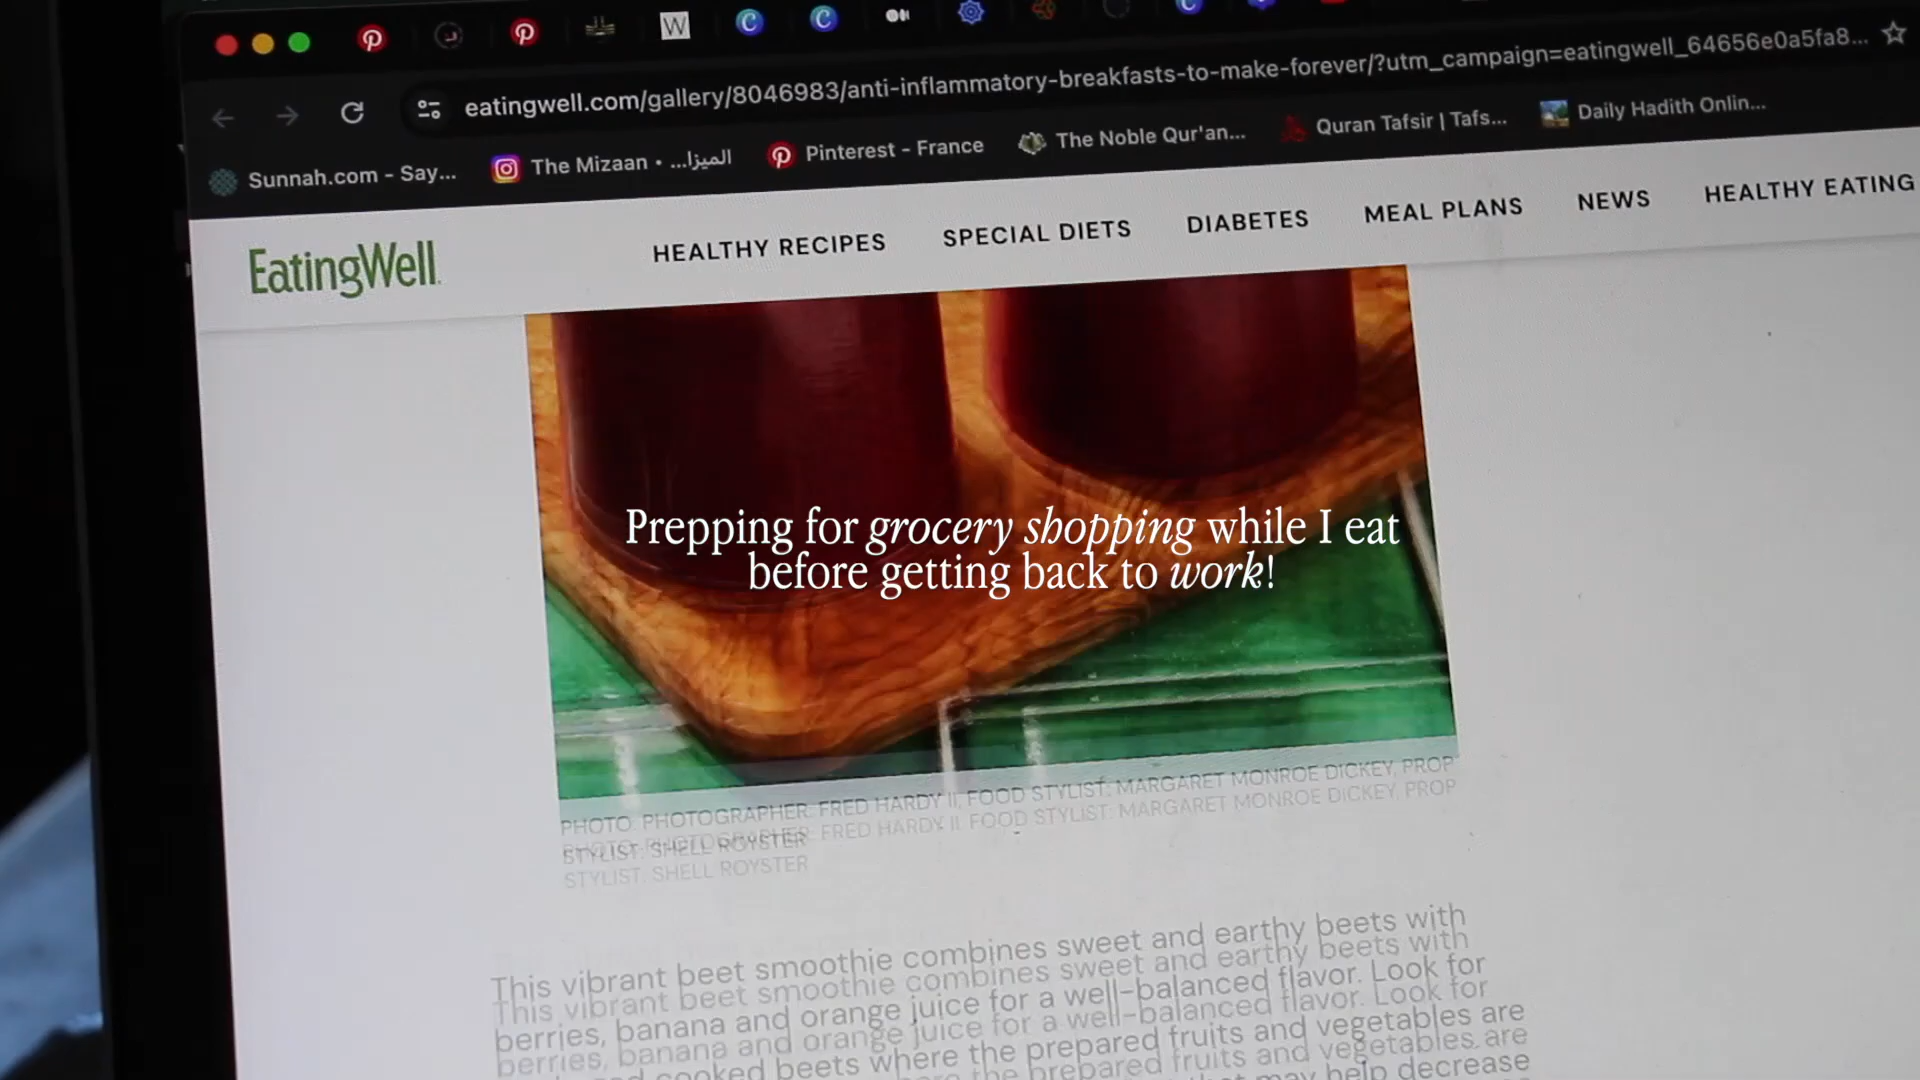 W
eatingwell.com/gallery/8046983/anti-inflammatory-breakfasts-to-make-forever/?utm_campaign=eatingwell_64656e0a5fa8...
Sunnah.com - Say... The Mizaan • ...الميزا Pinterest - France The Noble Qur'an... Quran Tafsir | Tafs... Daily Hadith Onlin...
EatingWell HEALTHY RECIPES SPECIAL DIETS DIABETES MEAL PLANS NEWS HEALTHY EATING
Prepping for grocery shopping while I eat
before getting back to work!
PHOTO: PHOTOGRAPHER: FRED HARDY II, FOOD STYLIST: MARGARET MONROE DICKEY, PROP
STYLIST: SHELL ROYSTER
This vibrant beet smoothie combines sweet and earthy beets with
berries, banana and orange juice for a well-balanced flavor. Look for
cooked beets where the prepared fruits and vegetables are
may help decrease